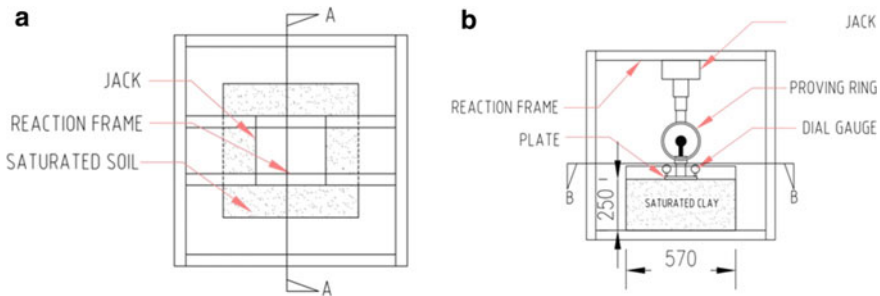 a
A
JACK
REACTION FRAME
SATURATED SOIL
A
b
JACK
REACTION FRAME
PROVING RING
PLATE
DIAL GAUGE
B
B
250
SATURATED CLAY
570